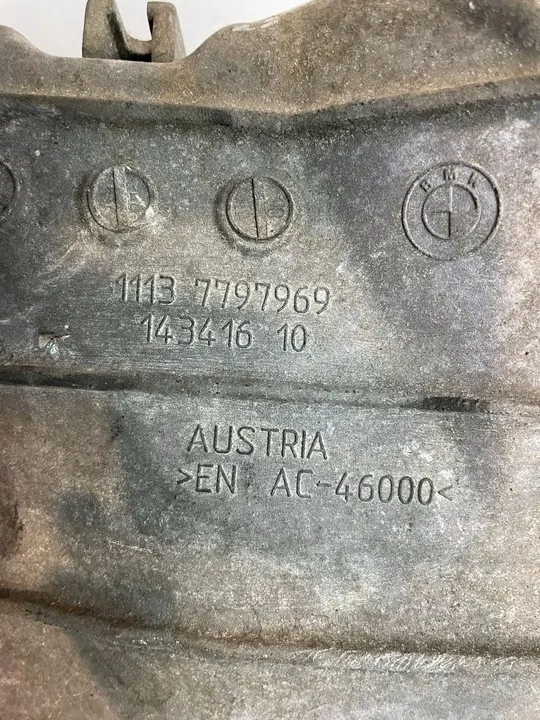 BMW
1113 7797969
143416 10
AUSTRIA
>EN AC-46000<